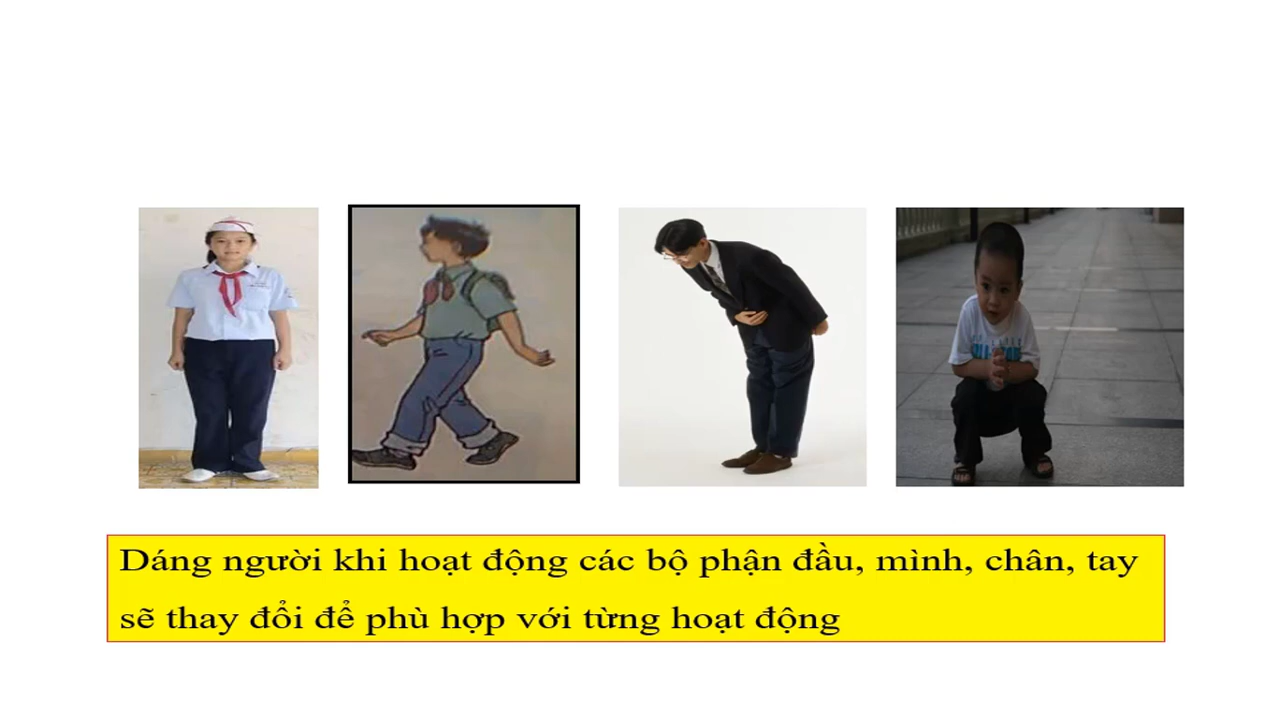 Dáng người khi hoạt động các bộ phận đầu, mình, chân, tay
sẽ thay đổi để phù hợp với từng hoạt động